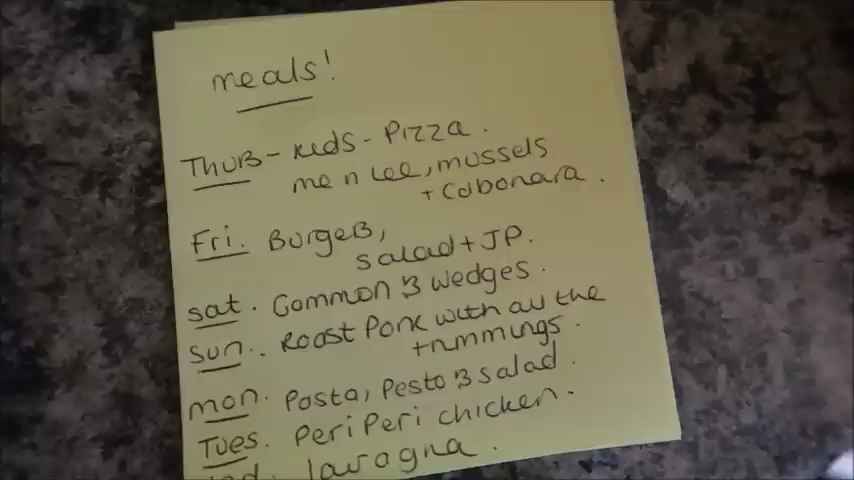 meals!
Thurs - kids - Pizza.
me n Lee, mussels
+ Cabonara.
Fri. Burgers,
salad + JP.
sat. Gammon & wedges.
sun.. Roast Pork with all the
trimmings.
mon. Pasta, Pesto & salad.
Tues. Peri Peri chicken.
lasagna.